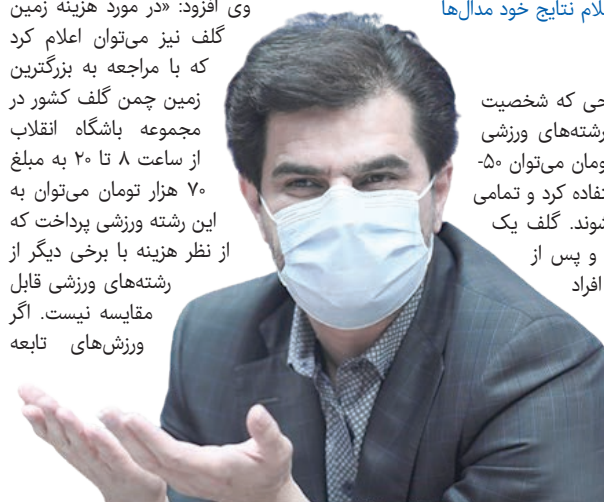 لام نتایج خود مدال‌ها
حی که شخصیت
رشته‌های ورزشی
ومان می‌توان ۵۰-
تفاده کرد و تمامی
شوند. گلف یک
و پس از
افراد
وی افزود: «در مورد هزینه زمین
گلف نیز می‌توان اعلام کرد
که با مراجعه به بزرگترین
زمین چمن گلف کشور در
مجموعه باشگاه انقلاب
از ساعت ۸ تا ۲۰ به مبلغ
۷۰ هزار تومان می‌توان به
این رشته ورزشی پرداخت که
از نظر هزینه با برخی دیگر از
رشته‌های ورزشی قابل
مقایسه نیست. اگر
ورزش‌های تابعه